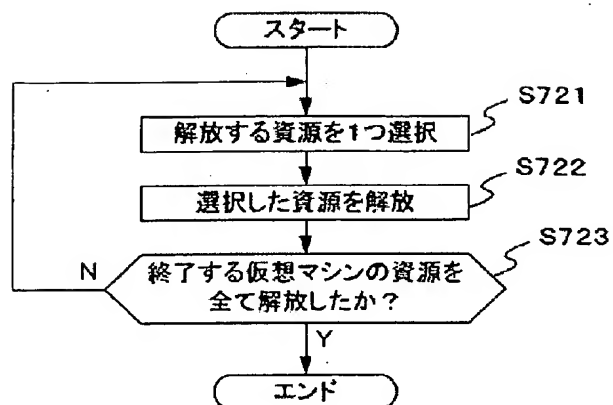 スタート
S721
解放する資源を1つ選択
S722
選択した資源を解放
S723
終了する仮想マシンの資源を
全て解放したか？
N
Y
エンド